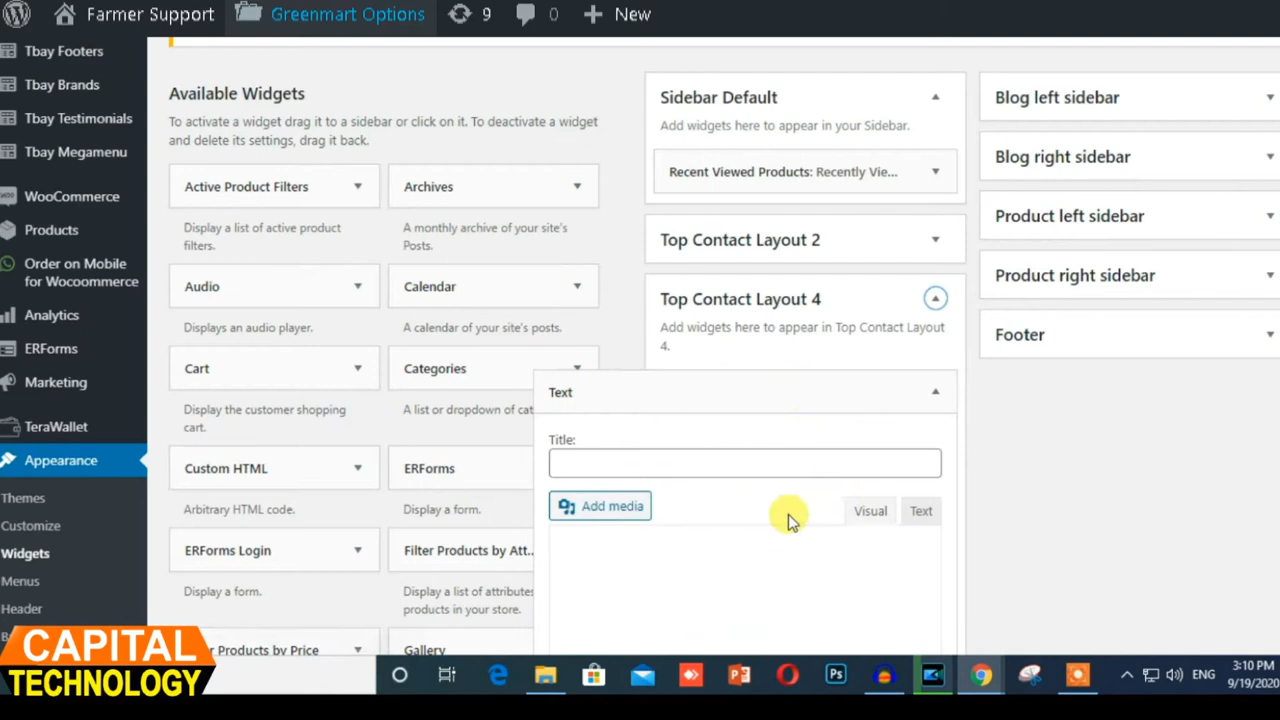 Farmer Support
Greenmart Options
9
0
New
Tbay Footers
Tbay Brands
Tbay Testimonials
Tbay Megamenu
WooCommerce
Products
Order on Mobile
for Wocoommerce
Analytics
ERForms
Marketing
TeraWallet
Appearance
Themes
Customize
Widgets
Menus
Header
Available Widgets
To activate a widget drag it to a sidebar or click on it. To deactivate a widget
and delete its settings, drag it back.
Active Product Filters
Display a list of active product
filters.
Archives
A monthly archive of your site's
Posts.
Audio
Displays an audio player.
Calendar
A calendar of your site's posts.
Cart
Display the customer shopping
cart.
Categories
A list or dropdown of cat
Custom HTML
Arbitrary HTML code.
ERForms
Display a form.
ERForms Login
Display a form.
Filter Products by Att...
Display a list of attributes
products in your store.
r Products by Price
Gallery
Sidebar Default
Add widgets here to appear in your Sidebar.
Recent Viewed Products: Recently Vie...
Top Contact Layout 2
Top Contact Layout 4
Add widgets here to appear in Top Contact Layout
4.
Text
Title:
Add media
Visual
Text
Blog left sidebar
Blog right sidebar
Product left sidebar
Product right sidebar
Footer
CAPITAL
TECHNOLOGY
ENG
3:10 PM
9/19/2020